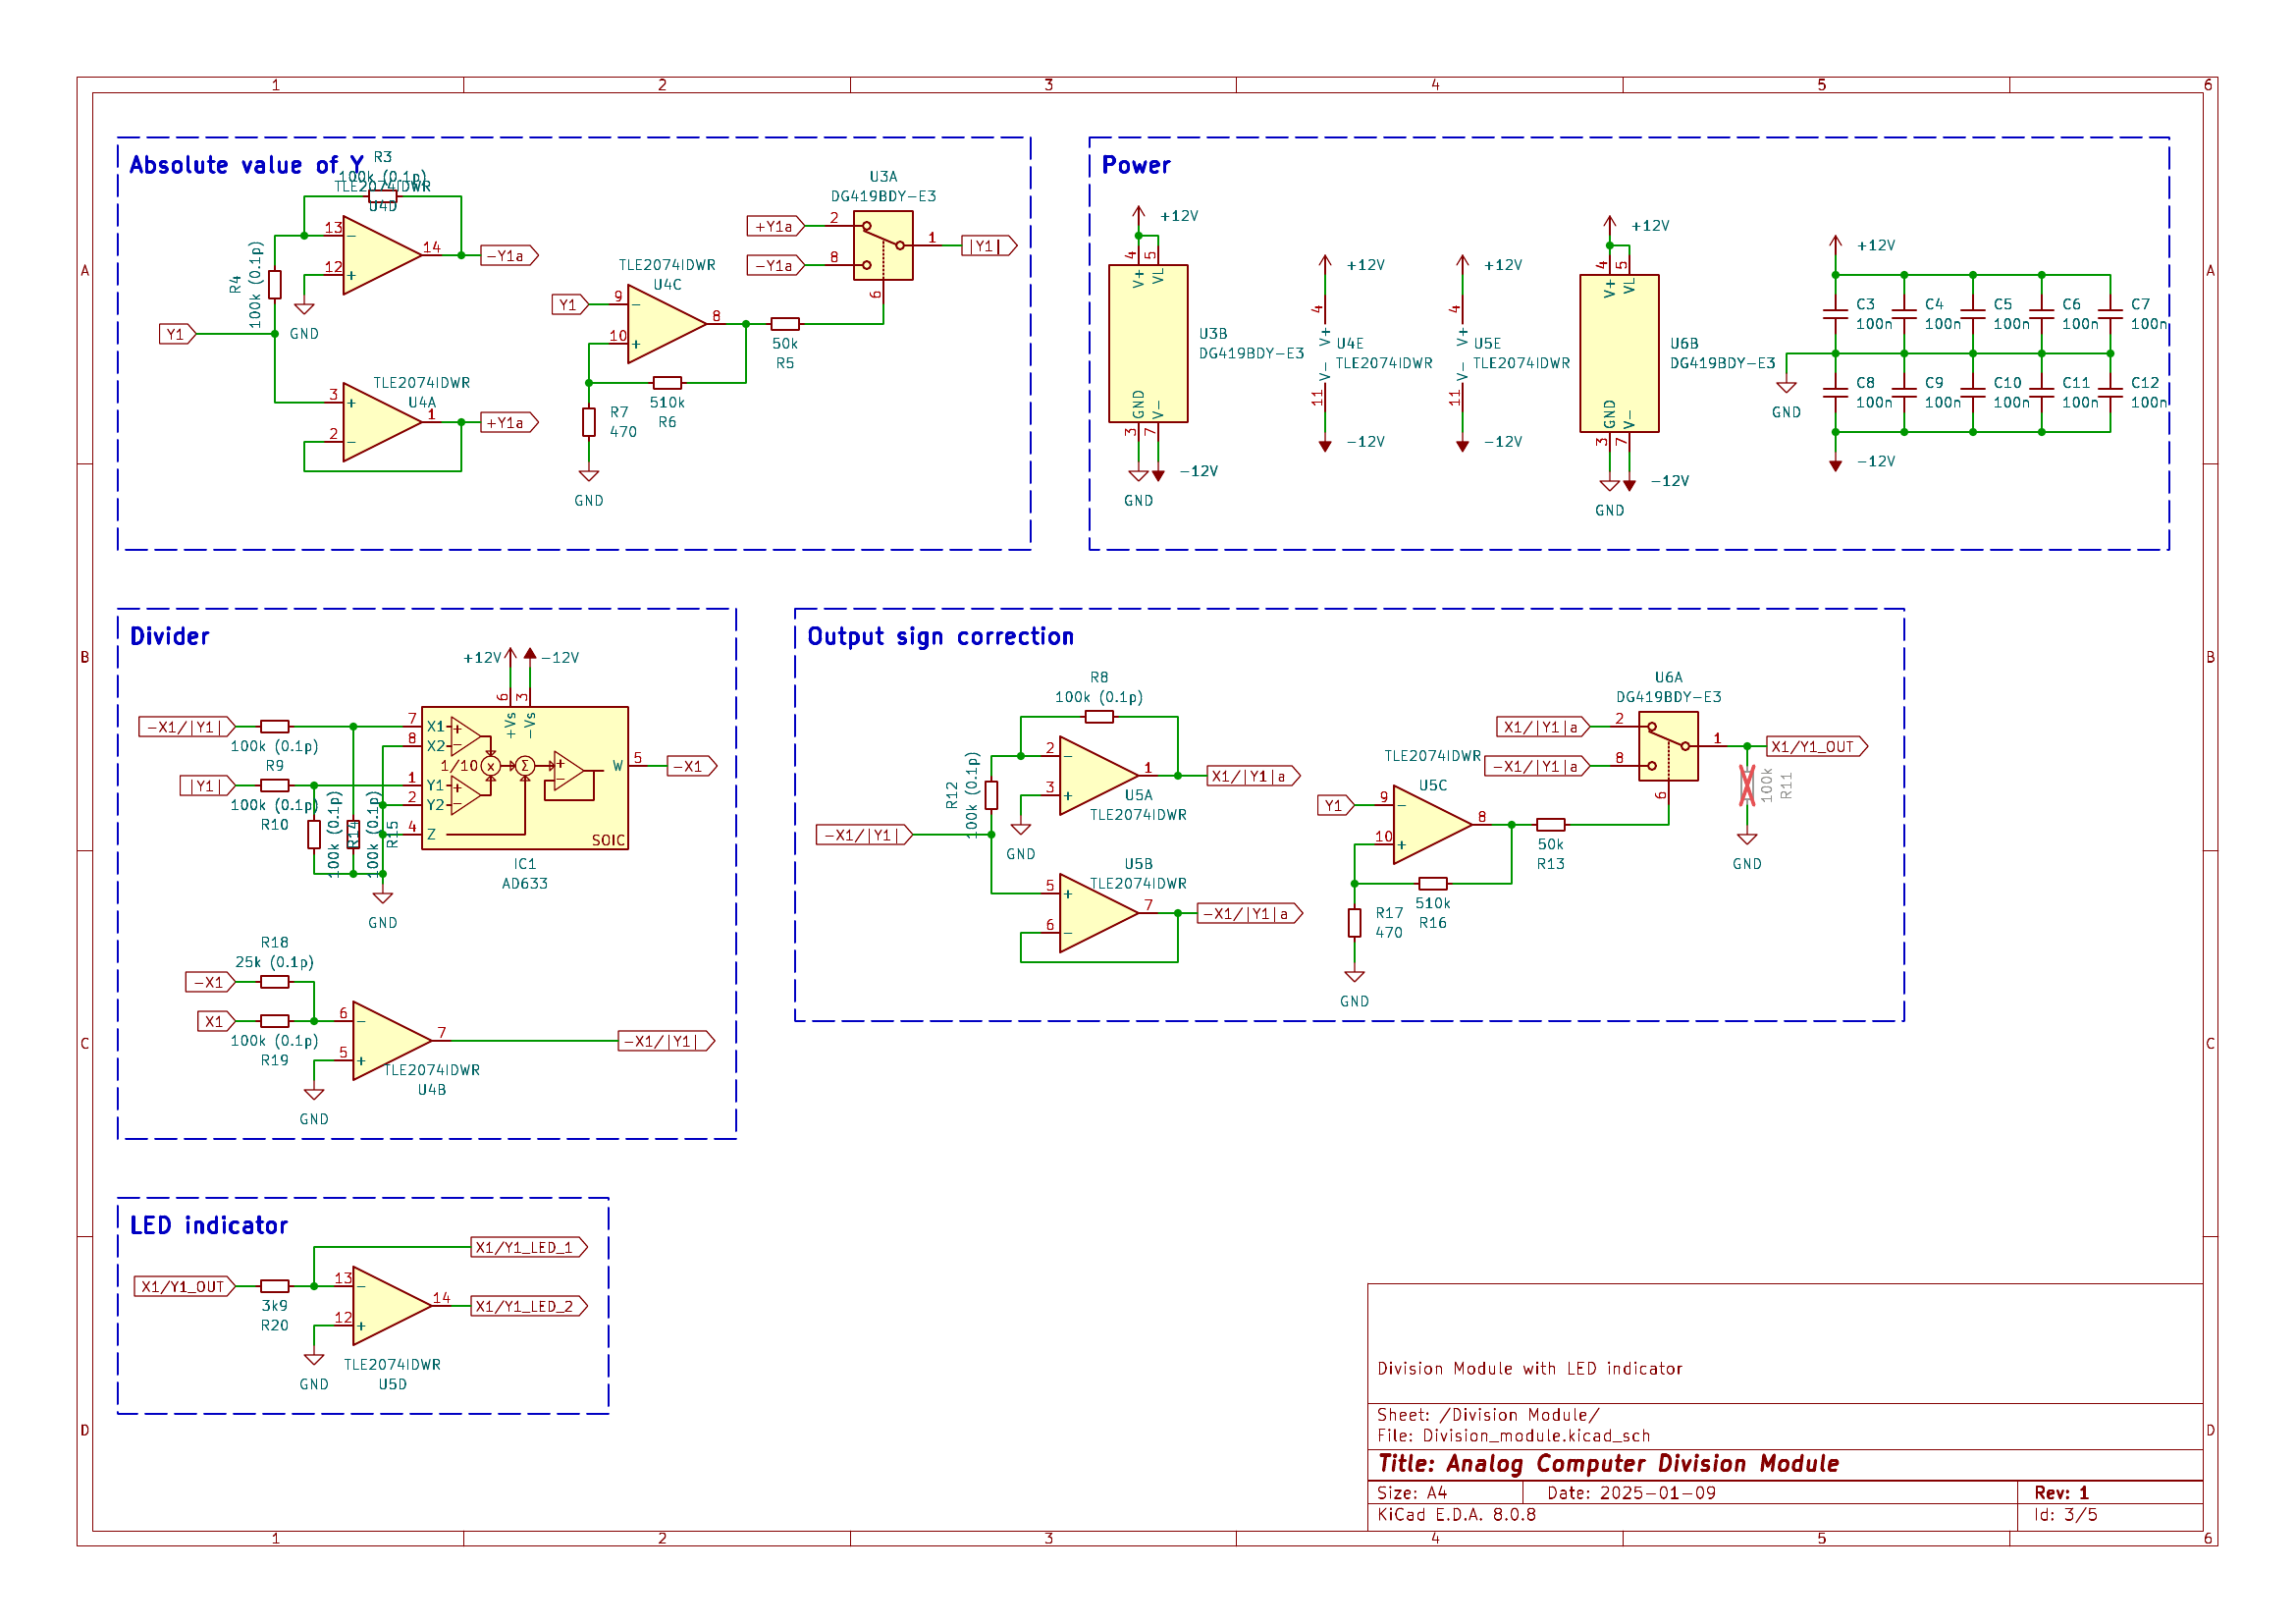 1 2 3 4 5 6
A
B
C
D
Absolute value of Y
R3
100k (0.1p)
TLE2074IDWR
U4D
13
12
14
-Y1a
R4
100k (0.1p)
GND
Y1
TLE2074IDWR
U4A
3
2
1
+Y1a
TLE2074IDWR
U4C
Y1
9
10
8
50k
R5
510k
R6
R7
470
GND
U3A
DG419BDY-E3
+Y1a
2
-Y1a
8
1
6
|Y1|
Power
+12V
4
5
V+
VL
U3B
DG419BDY-E3
GND
V-
3
7
-12V
GND
+12V
4
V+
U4E
TLE2074IDWR
V-
11
-12V
+12V
4
V+
U5E
TLE2074IDWR
V-
11
-12V
+12V
4
5
V+
VL
U6B
DG419BDY-E3
GND
V-
3
7
-12V
GND
+12V
C3
100n
C4
100n
C5
100n
C6
100n
C7
100n
C8
100n
C9
100n
C10
100n
C11
100n
C12
100n
GND
-12V
Divider
+12V
-12V
6
3
+Vs
-Vs
-X1/|Y1|
100k (0.1p)
R9
|Y1|
100k (0.1p)
R10
100k (0.1p)
R14
100k (0.1p)
R15
7
8
1
2
4
X1
X2
Y1
Y2
Z
1/10
x
Σ
W
5
-X1
SOIC
IC1
AD633
GND
R18
25k (0.1p)
-X1
X1
100k (0.1p)
R19
6
5
7
TLE2074IDWR
U4B
GND
-X1/|Y1|
Output sign correction
R8
100k (0.1p)
R12
100k (0.1p)
2
3
1
U5A
TLE2074IDWR
X1/|Y1|a
GND
-X1/|Y1|
U5B
TLE2074IDWR
5
6
7
-X1/|Y1|a
TLE2074IDWR
U5C
Y1
9
10
8
50k
R13
510k
R16
R17
470
GND
U6A
DG419BDY-E3
X1/|Y1|a
2
-X1/|Y1|a
8
1
6
X1/Y1_OUT
100k
R11
GND
LED indicator
X1/Y1_OUT
3k9
R20
13
12
14
X1/Y1_LED_1
X1/Y1_LED_2
GND
TLE2074IDWR
U5D
Division Module with LED indicator
Sheet: /Division Module/
File: Division_module.kicad_sch
Title: Analog Computer Division Module
Size: A4 Date: 2025-01-09 Rev: 1
KiCad E.D.A. 8.0.8 Id: 3/5
A
B
C
D
1 2 3 4 5 6